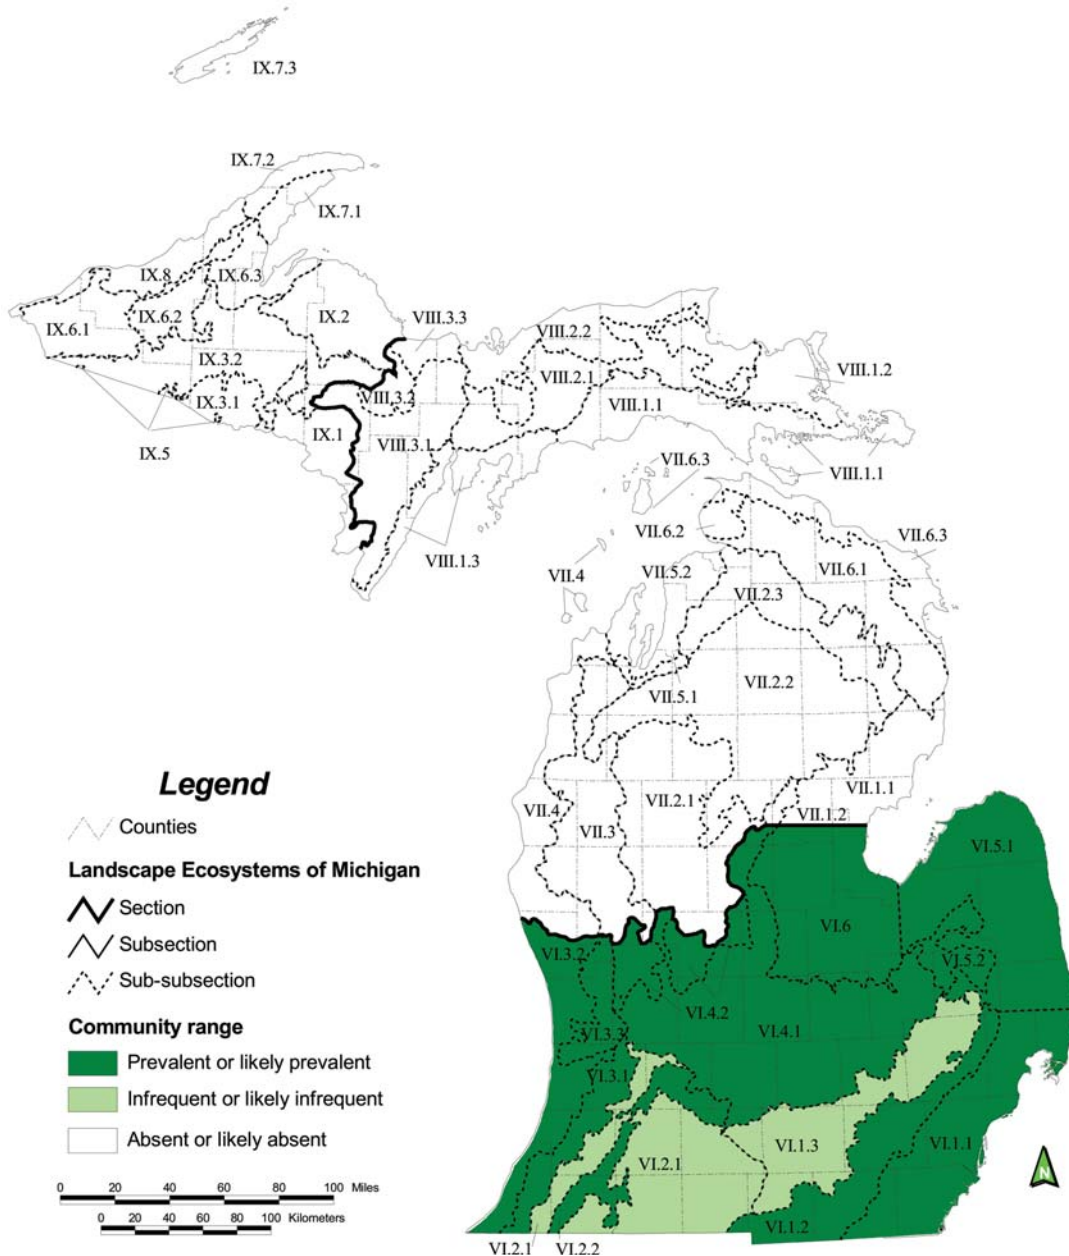 IX.7.3
IX.7.2
IX.7.1
IX.8
IX.6.3
IX.6.1
IX.6.2
IX.2
VIII.3.3
VIII.2.2
IX.3.2
VIII.2.1
VIII.1.2
IX.3.1
VIII.3.2
VIII.1.1
IX.5
IX.1
VIII.3.1
VII.6.3
VIII.1.1
VII.6.2
VII.6.3
VIII.1.3
VII.4
VII.5.2
VII.6.1
VII.2.3
VII.5.1
VII.2.2
VII.4
VII.3
VII.2.1
VII.1.1
VII.1.2
VI.5.1
VI.6
VI.3.2
VI.5.2
VI.4.2
VI.4.1
VI.3.3
VI.3.1
VI.1.1
VI.1.3
VI.2.1
VI.1.2
VI.2.1
VI.2.2
Legend
Counties
Landscape Ecosystems of Michigan
Section
Subsection
Sub-subsection
Community range
Prevalent or likely prevalent
Infrequent or likely infrequent
Absent or likely absent
0 20 40 60 80 100 Miles
0 20 40 60 80 100 Kilometers
N